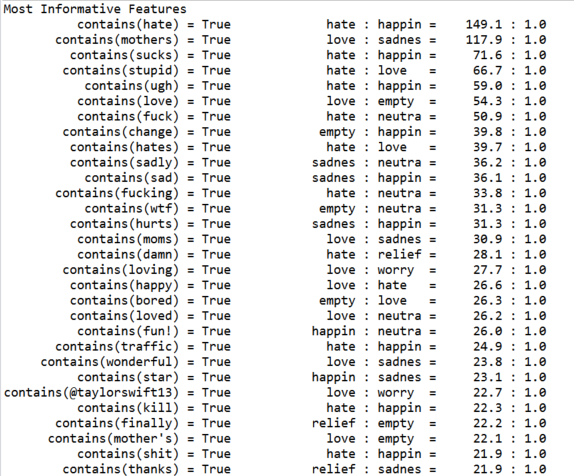 Most Informative Features
contains(hate) = True hate : happin = 149.1 : 1.0
contains(mothers) = True love : sadnes = 117.9 : 1.0
contains(sucks) = True hate : happin = 71.6 : 1.0
contains(stupid) = True hate : love = 66.7 : 1.0
contains(ugh) = True hate : happin = 59.0 : 1.0
contains(love) = True love : empty = 54.3 : 1.0
contains(fuck) = True hate : neutra = 50.9 : 1.0
contains(change) = True empty : happin = 39.8 : 1.0
contains(hates) = True hate : love = 39.7 : 1.0
contains(sadly) = True sadnes : neutra = 36.2 : 1.0
contains(sad) = True sadnes : happin = 36.1 : 1.0
contains(fucking) = True hate : neutra = 33.8 : 1.0
contains(wtf) = True empty : neutra = 31.3 : 1.0
contains(hurts) = True sadnes : happin = 31.3 : 1.0
contains(moms) = True love : sadnes = 30.9 : 1.0
contains(damn) = True hate : relief = 28.1 : 1.0
contains(loving) = True love : worry = 27.7 : 1.0
contains(happy) = True love : hate = 26.6 : 1.0
contains(bored) = True empty : love = 26.3 : 1.0
contains(loved) = True love : neutra = 26.2 : 1.0
contains(fun!) = True happin : neutra = 26.0 : 1.0
contains(traffic) = True hate : happin = 24.9 : 1.0
contains(wonderful) = True love : sadnes = 23.8 : 1.0
contains(star) = True happin : sadnes = 23.1 : 1.0
contains(@taylorswift13) = True love : worry = 22.7 : 1.0
contains(kill) = True hate : happin = 22.3 : 1.0
contains(finally) = True relief : empty = 22.2 : 1.0
contains(mother's) = True love : empty = 22.1 : 1.0
contains(shit) = True hate : happin = 21.9 : 1.0
contains(thanks) = True relief : sadnes = 21.9 : 1.0